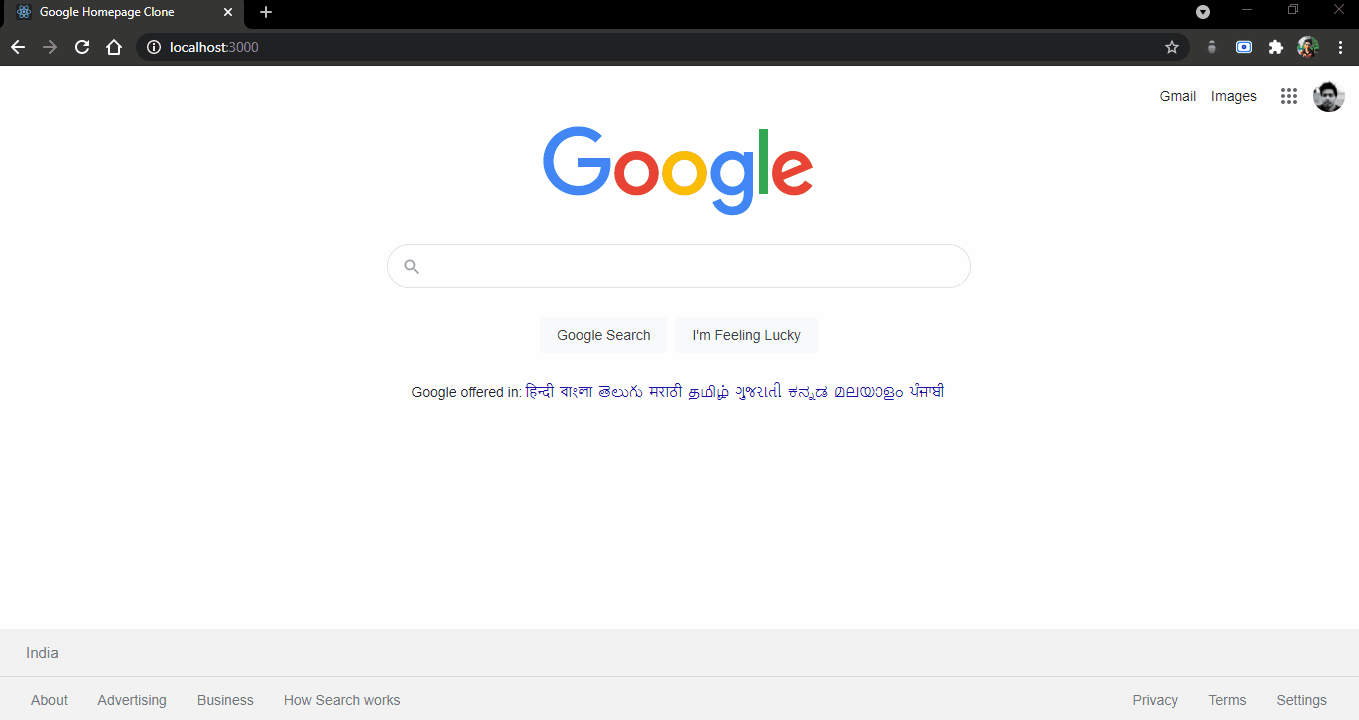 Google Homepage Clone
localhost:3000
Gmail Images
Google
Google Search I'm Feeling Lucky
Google offered in: हिन्दी বাংলা తెలుగు मराठी தமிழ் ગુજરાતી ಕನ್ನಡ മലയാളം ਪੰਜਾਬੀ
India
About Advertising Business How Search works Privacy Terms Settings